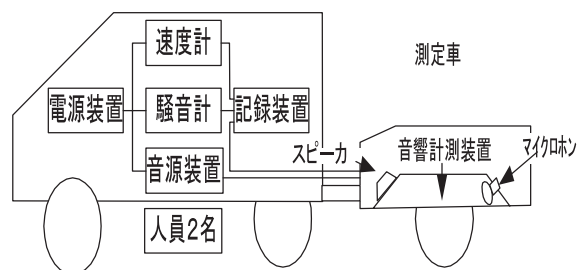 速度計
測定車
電源装置
騒音計
記録装置
スピーカ
音響計測装置
マイクロホン
音源装置
人員2名